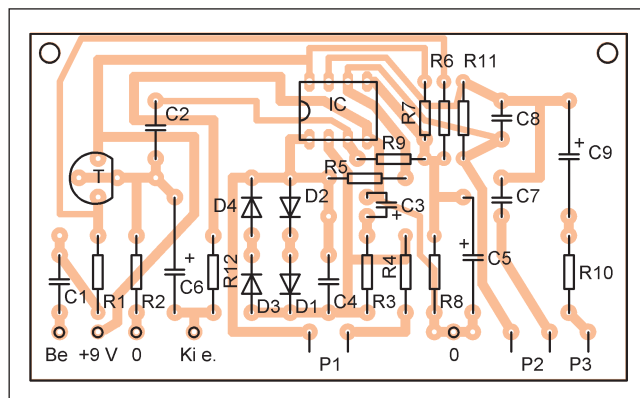 R6 R11
IC
C2
R7
C8
R9
C9
T
R5
D4
D2
C3
C7
C1
R1
R2
C6
R12
D3
D1
C4
R3
R4
R8
C5
R10
Be +9 V 0 Ki e.
P1
0
P2
P3
+
+
+
+